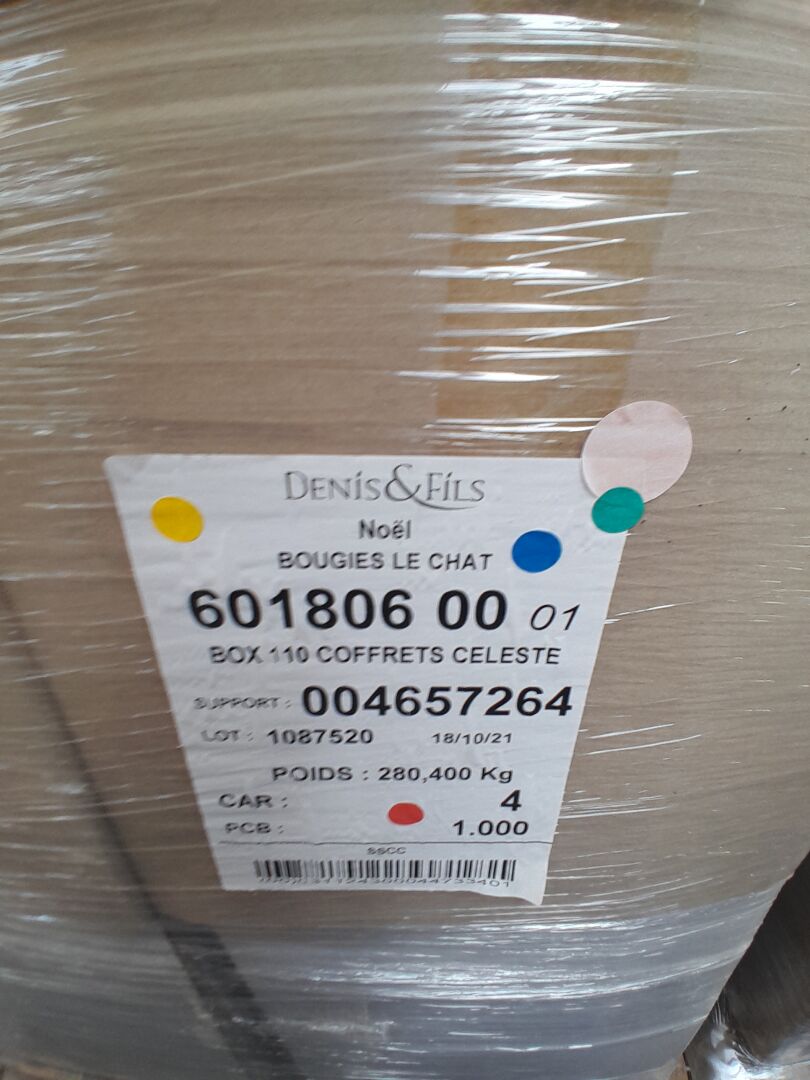 DENIS&FILS
Noël
BOUGIES LE CHAT
601806 00 01
BOX 110 COFFRETS CELESTE
SUPPORT : 004657264
LOT : 1087520 18/10/21
POIDS : 280,400 Kg
CAR : 4
PCB : 1.000
SSCC